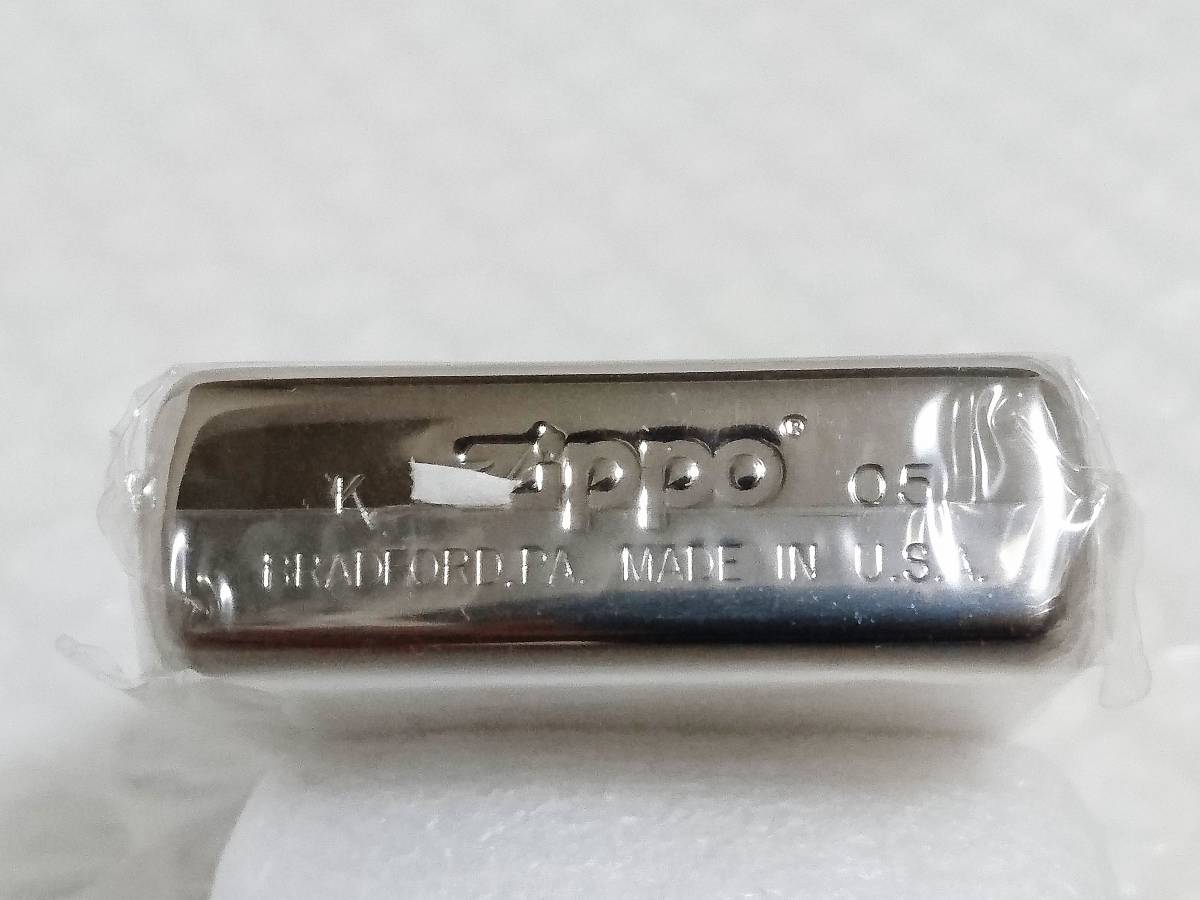 K Zippo® 05
BRADFORD,PA. MADE IN U.S.A.